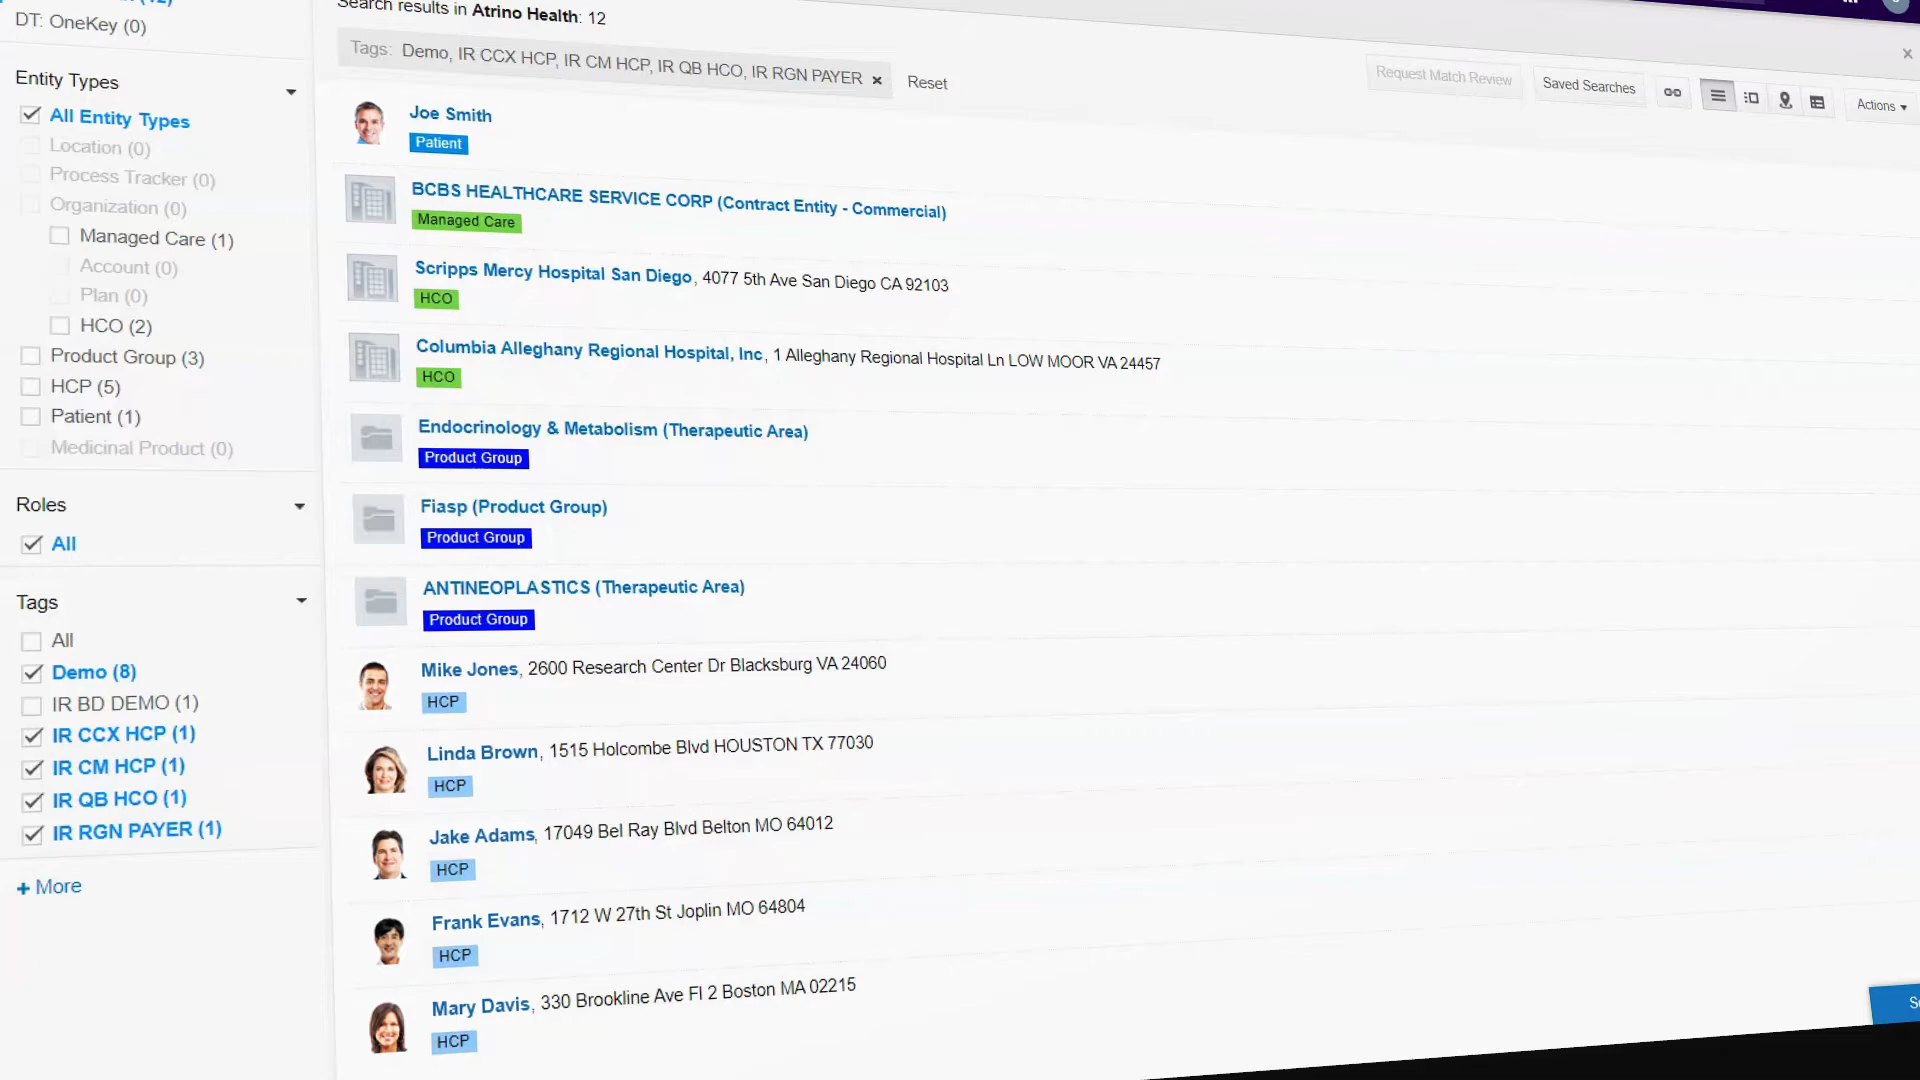 Search results in Atrino Health: 12
DT: OneKey (0)
Tags: Demo, IR CCX HCP, IR CM HCP, IR QB HCO, IR RGN PAYER ×
Reset
Request Match Review
Saved Searches
Actions
Entity Types
All Entity Types
Location (0)
Process Tracker (0)
Organization (0)
Managed Care (1)
Account (0)
Plan (0)
HCO (2)
Product Group (3)
HCP (5)
Patient (1)
Medicinal Product (0)
Roles
All
Tags
All
Demo (8)
IR BD DEMO (1)
IR CCX HCP (1)
IR CM HCP (1)
IR QB HCO (1)
IR RGN PAYER (1)
+ More
Joe Smith
Patient
BCBS HEALTHCARE SERVICE CORP (Contract Entity - Commercial)
Managed Care
Scripps Mercy Hospital San Diego, 4077 5th Ave San Diego CA 92103
HCO
Columbia Alleghany Regional Hospital, Inc, 1 Alleghany Regional Hospital Ln LOW MOOR VA 24457
HCO
Endocrinology & Metabolism (Therapeutic Area)
Product Group
Fiasp (Product Group)
Product Group
ANTINEOPLASTICS (Therapeutic Area)
Product Group
Mike Jones, 2600 Research Center Dr Blacksburg VA 24060
HCP
Linda Brown, 1515 Holcombe Blvd HOUSTON TX 77030
HCP
Jake Adams, 17049 Bel Ray Blvd Belton MO 64012
HCP
Frank Evans, 1712 W 27th St Joplin MO 64804
HCP
Mary Davis, 330 Brookline Ave Fl 2 Boston MA 02215
HCP